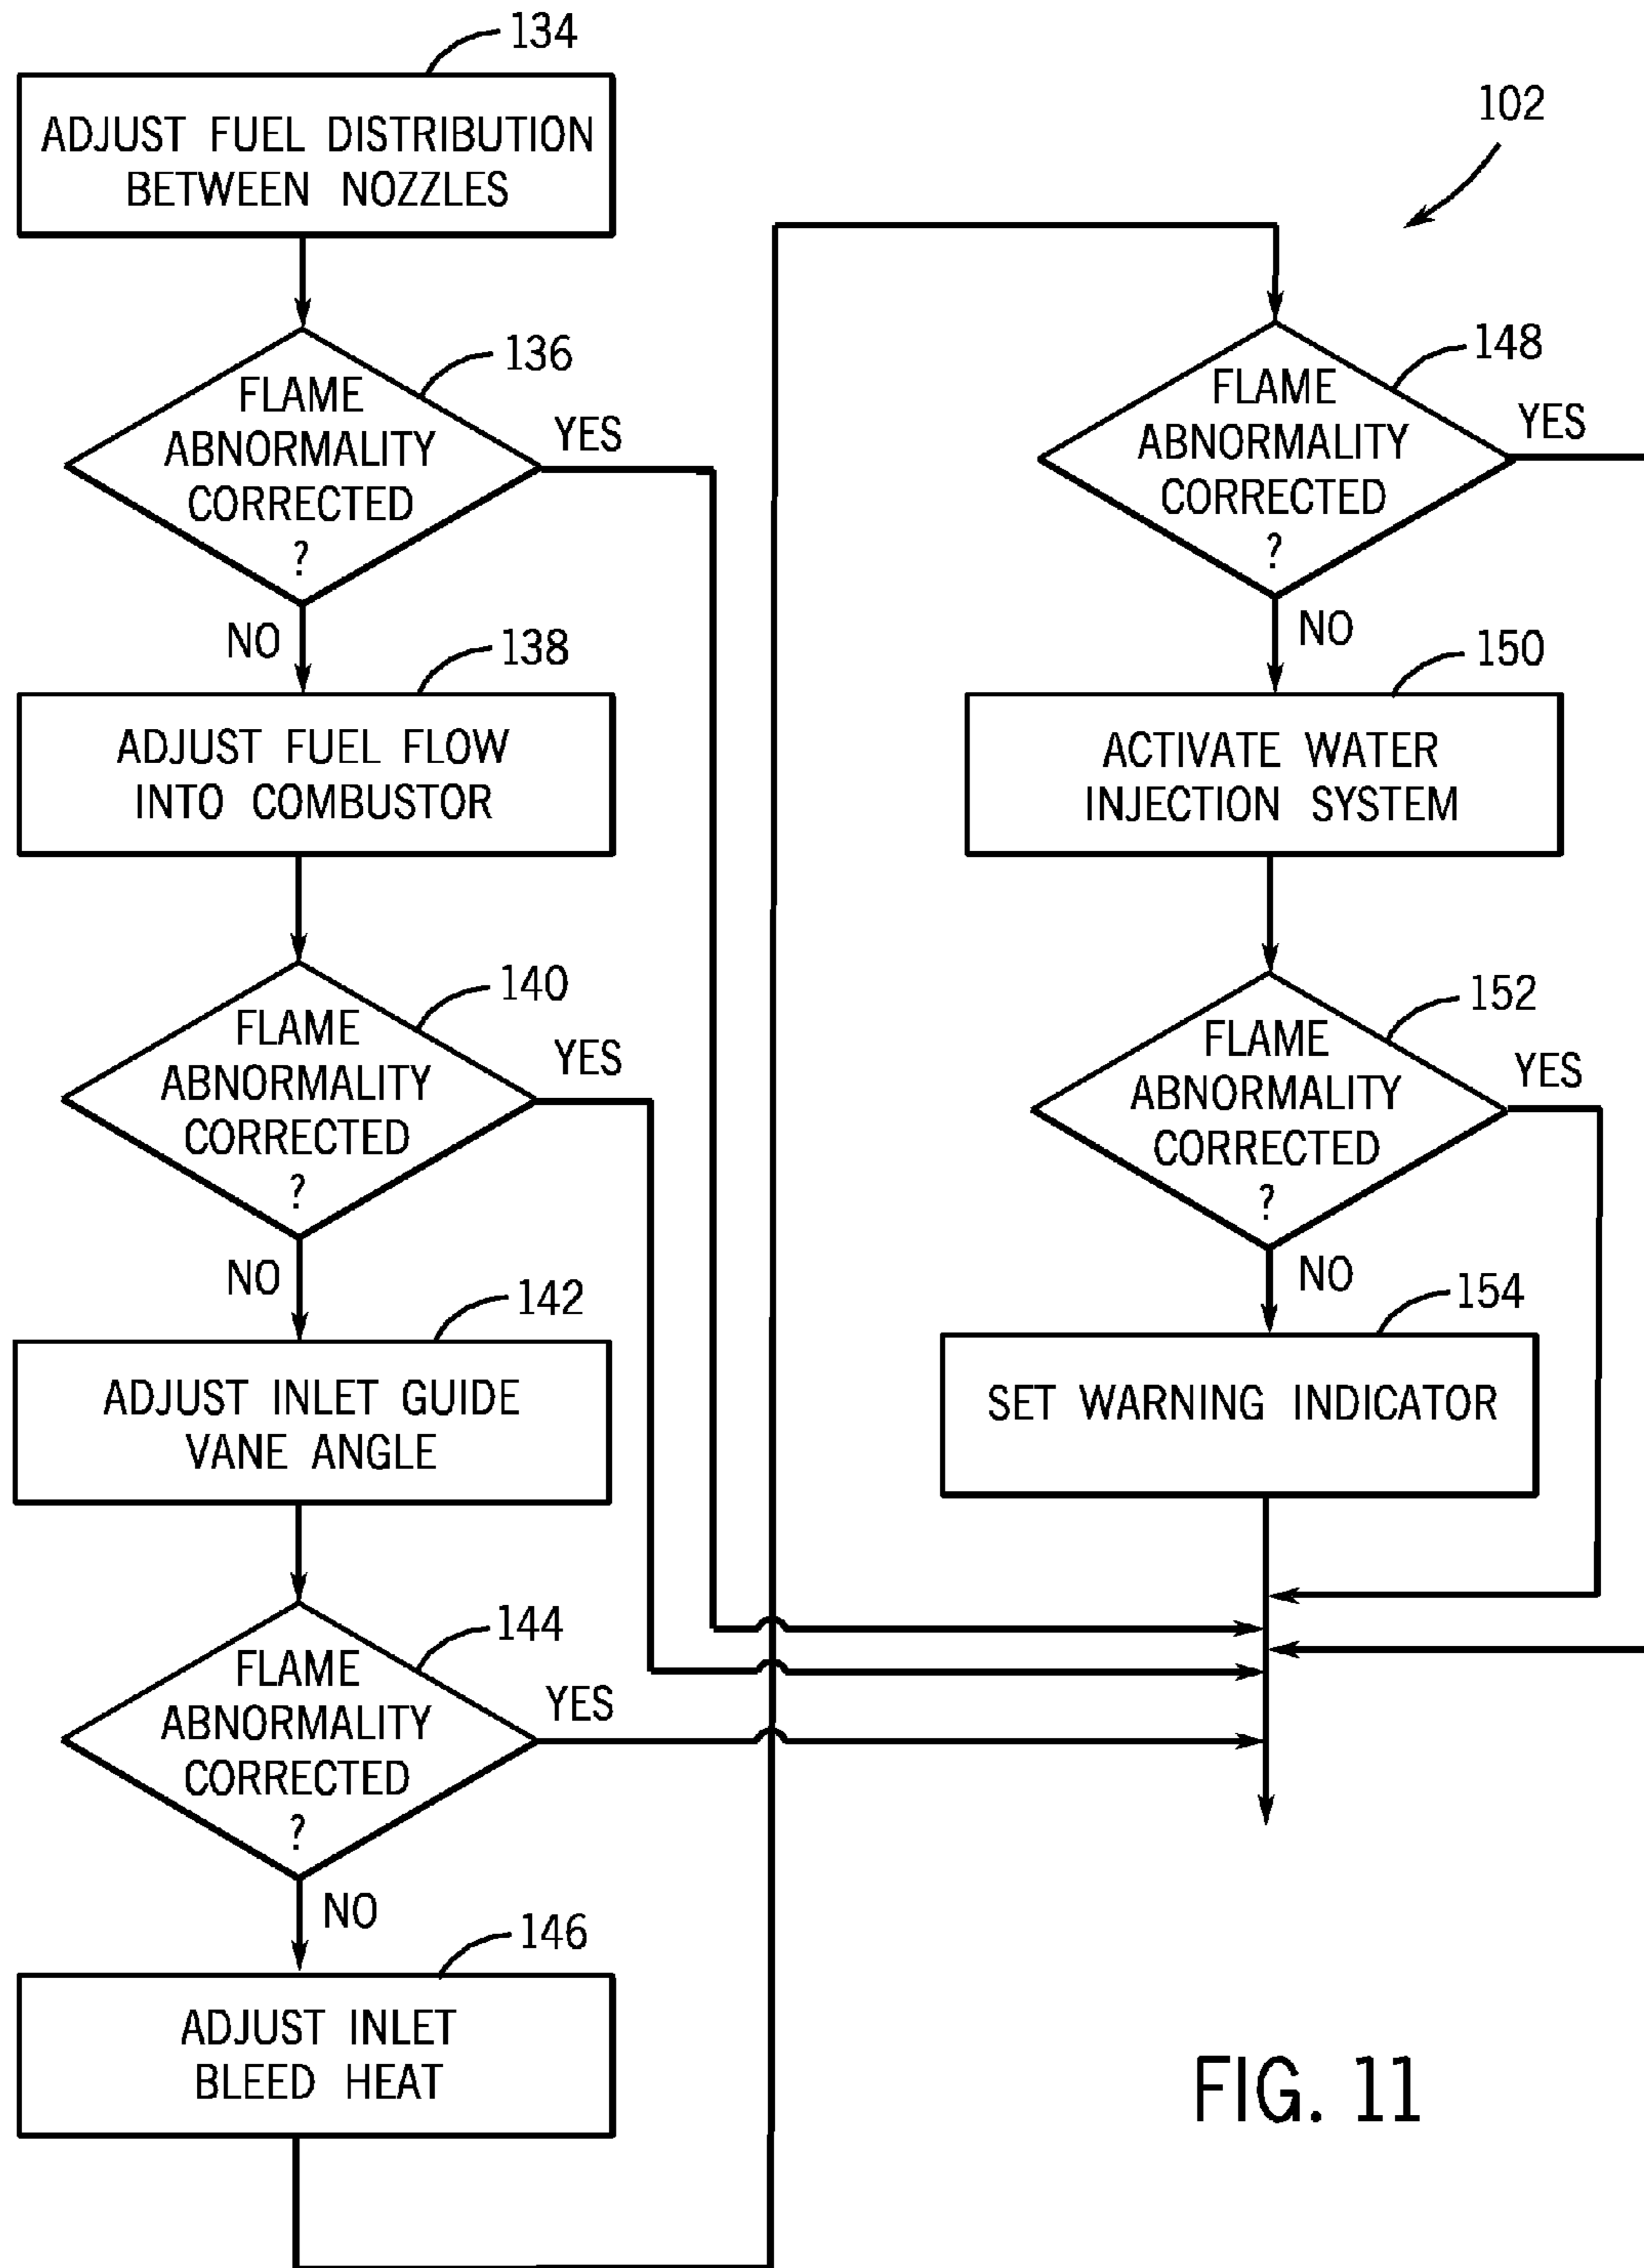 134
ADJUST FUEL DISTRIBUTION
BETWEEN NOZZLES
136
FLAME
ABNORMALITY
CORRECTED
?
YES
NO
138
ADJUST FUEL FLOW
INTO COMBUSTOR
140
FLAME
ABNORMALITY
CORRECTED
?
YES
NO
142
ADJUST INLET GUIDE
VANE ANGLE
144
FLAME
ABNORMALITY
CORRECTED
?
YES
NO
146
ADJUST INLET
BLEED HEAT
102
148
FLAME
ABNORMALITY
CORRECTED
?
YES
NO
150
ACTIVATE WATER
INJECTION SYSTEM
152
FLAME
ABNORMALITY
CORRECTED
?
YES
NO
154
SET WARNING INDICATOR
FIG. 11